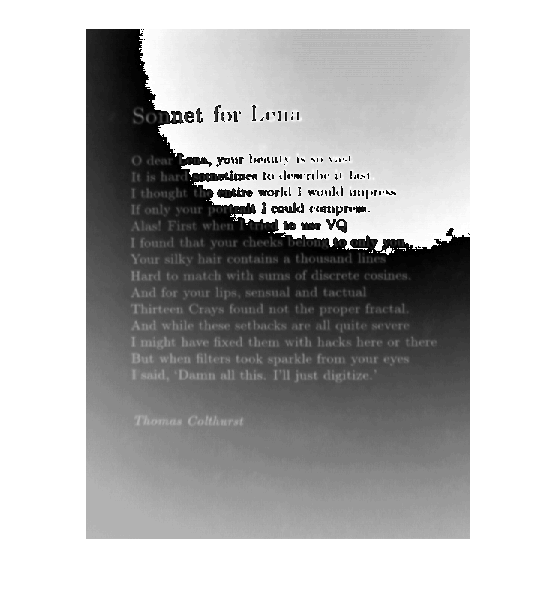 Sonnet for Lena
O dear Lena, your beauty is so vast
It is hard sometimes to describe it fast.
I thought the entire world I would impress
If only your portrait I could compress.
Alas! First when I tried to use VQ
I found that your cheeks belong to only you.
Your silky hair contains a thousand lines
Hard to match with sums of discrete cosines.
And for your lips, sensual and tactual
Thirteen Crays found not the proper fractal.
And while these setbacks are all quite severe
I might have fixed them with hacks here or there
But when filters took sparkle from your eyes
I said, ‘Damn all this. I’ll just digitize.’
Thomas Colthurst